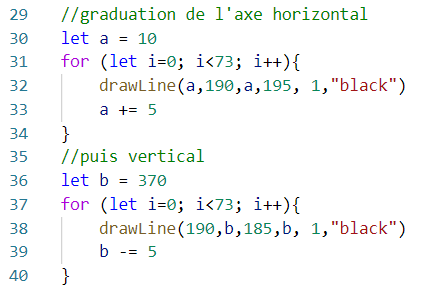 29 //graduation de l'axe horizontal
30 let a = 10
31 for (let i=0; i<73; i++){
32 drawLine(a,190,a,195, 1,"black")
33 a += 5
34 }
35 //puis vertical
36 let b = 370
37 for (let i=0; i<73; i++){
38 drawLine(190,b,185,b, 1,"black")
39 b -= 5
40 }